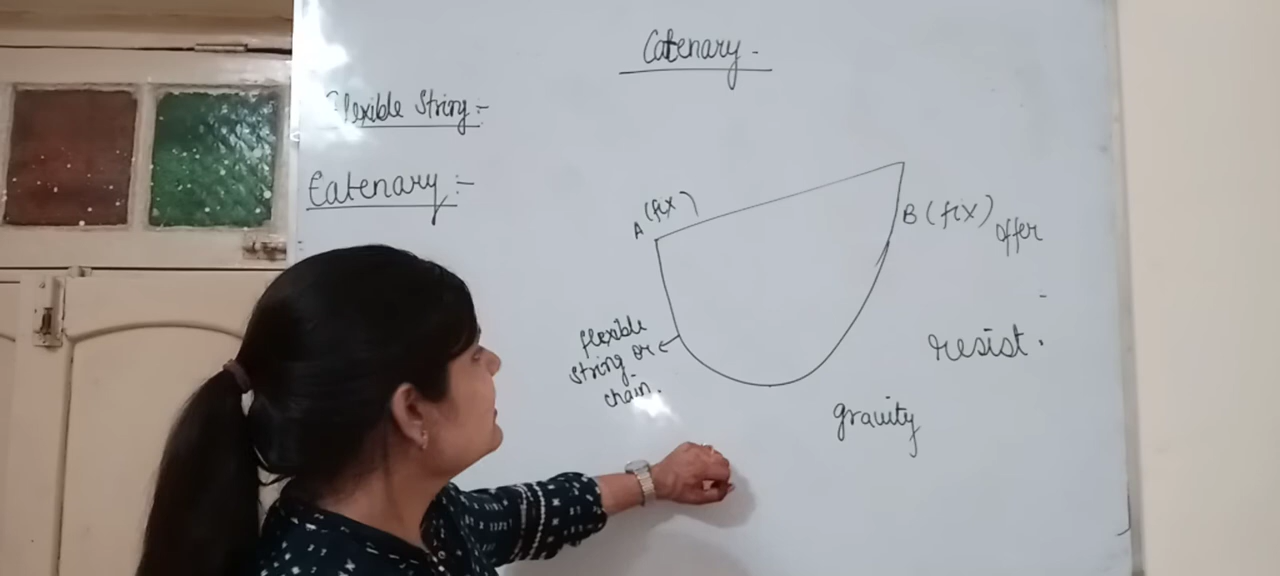 Catenary -
Flexible String :-
Catenary :-
A (fix)
B (fix)
offer
-
resist.
flexible
string or
chain.
gravity